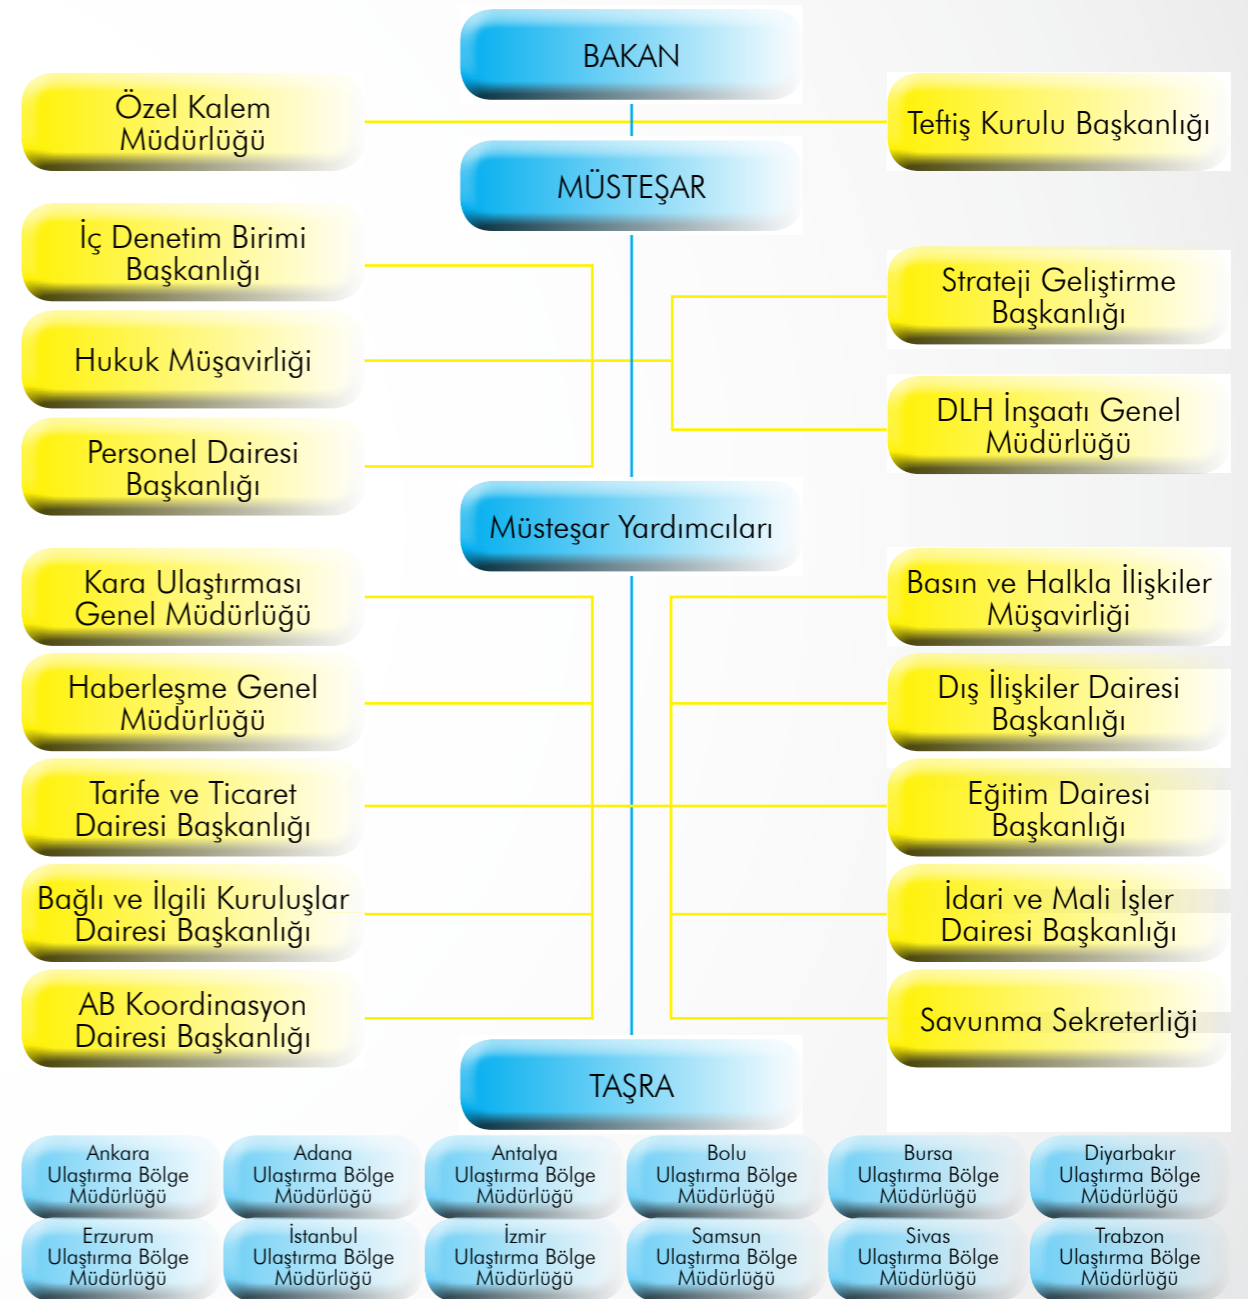 BAKAN
Özel Kalem
Müdürlüğü
Teftiş Kurulu Başkanlığı
MÜSTEŞAR
İç Denetim Birimi
Başkanlığı
Strateji Geliştirme
Başkanlığı
Hukuk Müşavirliği
DLH İnşaatı Genel
Müdürlüğü
Personel Dairesi
Başkanlığı
Müsteşar Yardımcıları
Kara Ulaştırması
Genel Müdürlüğü
Basın ve Halkla İlişkiler
Müşavirliği
Haberleşme Genel
Müdürlüğü
Dış İlişkiler Dairesi
Başkanlığı
Tarife ve Ticaret
Dairesi Başkanlığı
Eğitim Dairesi
Başkanlığı
Bağlı ve İlgili Kuruluşlar
Dairesi Başkanlığı
İdari ve Mali İşler
Dairesi Başkanlığı
AB Koordinasyon
Dairesi Başkanlığı
Savunma Sekreterliği
TAŞRA
Ankara
Ulaştırma Bölge
Müdürlüğü
Adana
Ulaştırma Bölge
Müdürlüğü
Antalya
Ulaştırma Bölge
Müdürlüğü
Bolu
Ulaştırma Bölge
Müdürlüğü
Bursa
Ulaştırma Bölge
Müdürlüğü
Diyarbakır
Ulaştırma Bölge
Müdürlüğü
Erzurum
Ulaştırma Bölge
Müdürlüğü
İstanbul
Ulaştırma Bölge
Müdürlüğü
İzmir
Ulaştırma Bölge
Müdürlüğü
Samsun
Ulaştırma Bölge
Müdürlüğü
Sivas
Ulaştırma Bölge
Müdürlüğü
Trabzon
Ulaştırma Bölge
Müdürlüğü